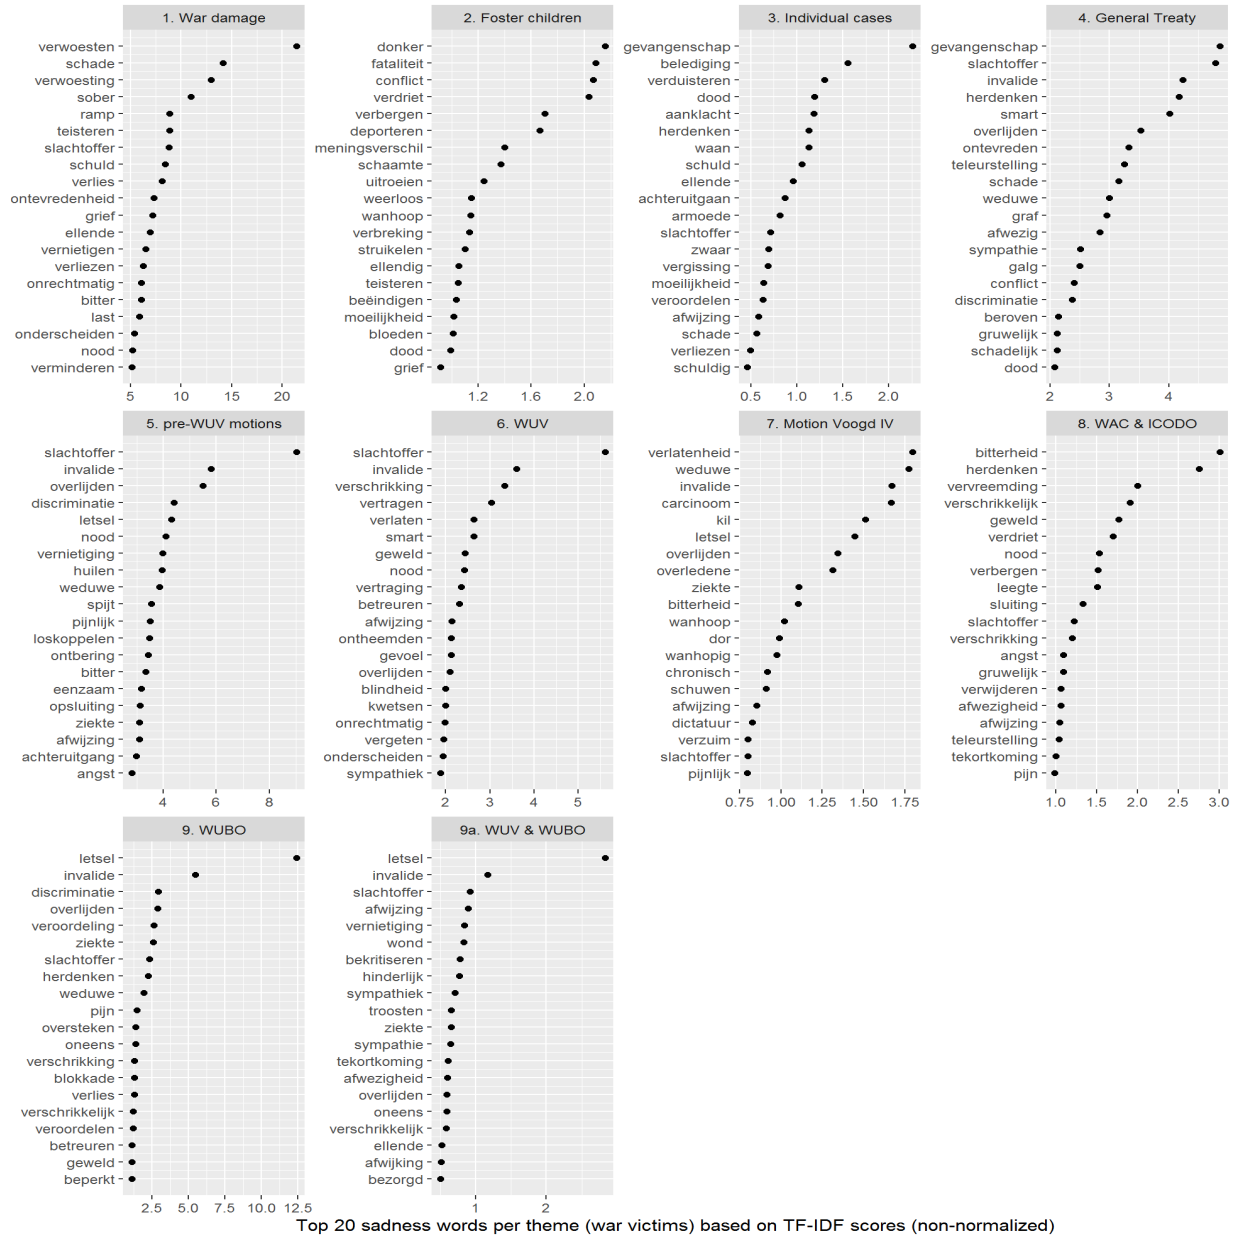 1. War damage
verwoesten
schade
verwoesting
sober
ramp
teisteren
slachtoffer
schuld
verlies
ontevredenheid
grief
ellende
vernietigen
verliezen
onrechtmatig
bitter
last
onderscheiden
nood
verminderen
5 10 15 20
2. Foster children
donker
fataliteit
conflict
verdriet
verbergen
deporteren
meningsverschil
schaamte
uitroeien
weerloos
wanhoop
verbreking
struikelen
ellendig
teisteren
beëindigen
moeilijkheid
bloeden
dood
grief
1.2 1.6 2.0
3. Individual cases
gevangenschap
belediging
verduisteren
dood
aanklacht
herdenken
waan
schuld
ellende
achteruitgaan
armoede
slachtoffer
zwaar
vergissing
moeilijkheid
veroordelen
afwijzing
schade
verliezen
schuldig
0.5 1.0 1.5 2.0
4. General Treaty
gevangenschap
slachtoffer
invalide
herdenken
smart
overlijden
ontevreden
teleurstelling
schade
weduwe
graf
afwezig
sympathie
galg
conflict
discriminatie
beroven
gruwelijk
schadelijk
dood
2 3 4
5. pre-WUV motions
slachtoffer
invalide
overlijden
discriminatie
letsel
nood
vernietiging
huilen
weduwe
spijt
pijnlijk
loskoppelen
ontbering
bitter
eenzaam
opsluiting
ziekte
afwijzing
achteruitgang
angst
4 6 8
6. WUV
slachtoffer
invalide
verschrikking
vertragen
verlaten
smart
geweld
nood
vertraging
betreuren
afwijzing
ontheemden
gevoel
overlijden
blindheid
kwetsen
onrechtmatig
vergeten
onderscheiden
sympathiek
2 3 4 5
7. Motion Voogd IV
verlatenheid
weduwe
invalide
carcinoom
kil
letsel
overlijden
overledene
ziekte
bitterheid
wanhoop
dor
wanhopig
chronisch
schuwen
afwijzing
dictatuur
verzuim
slachtoffer
pijnlijk
0.75 1.00 1.25 1.50 1.75
8. WAC & ICODO
bitterheid
herdenken
vervreemding
verschrikkelijk
geweld
verdriet
nood
verbergen
leegte
sluiting
slachtoffer
verschrikking
angst
gruwelijk
verwijderen
afwezigheid
afwijzing
teleurstelling
tekortkoming
pijn
1.0 1.5 2.0 2.5 3.0
9. WUBO
letsel
invalide
discriminatie
overlijden
veroordeling
ziekte
slachtoffer
herdenken
weduwe
pijn
oversteken
oneens
verschrikking
blokkade
verlies
verschrikkelijk
veroordelen
betreuren
geweld
beperkt
2.5 5.0 7.5 10.0 12.5
9a. WUV & WUBO
letsel
invalide
slachtoffer
afwijzing
vernietiging
wond
bekritiseren
hinderlijk
sympathiek
troosten
ziekte
sympathie
tekortkoming
afwezigheid
overlijden
oneens
verschrikkelijk
ellende
afwijking
bezorgd
1 2
Top 20 sadness words per theme (war victims) based on TF-IDF scores (non-normalized)